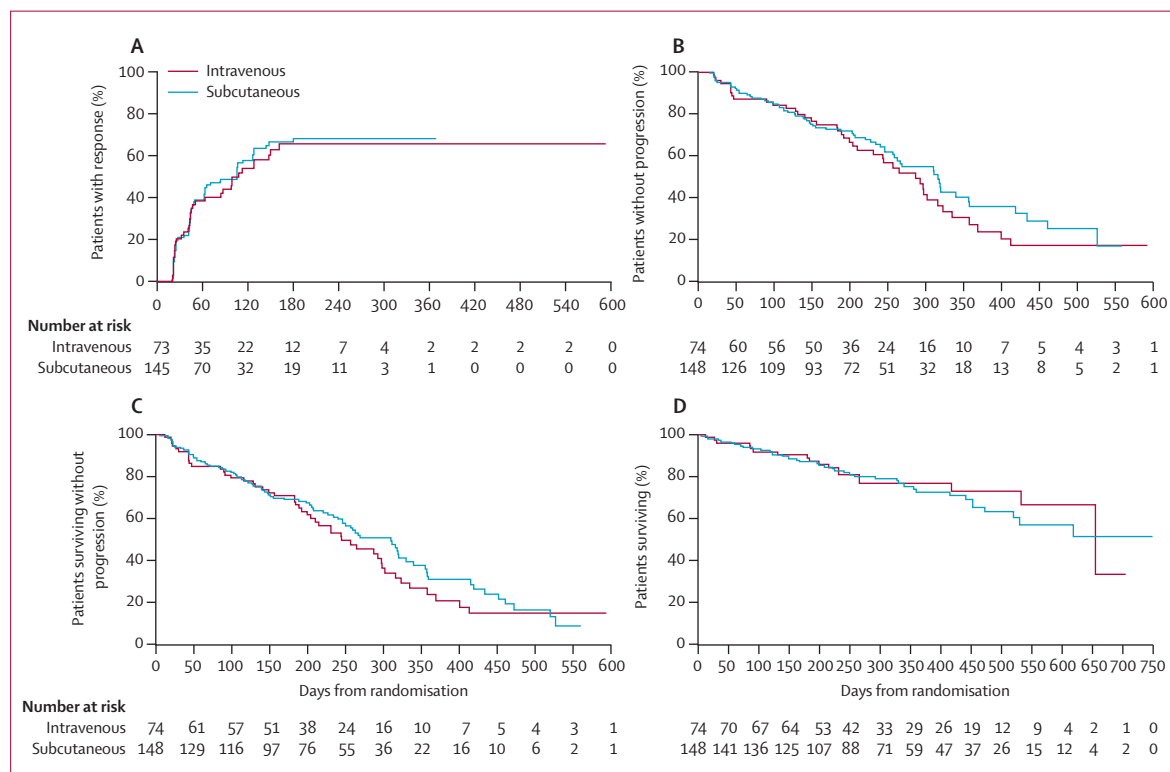 A
Patients with response (%)
100
80
60
40
20
0
Intravenous
Subcutaneous
0 60 120 180 240 300 360 420 480 540 600
Number at risk
Intravenous 73 35 22 12 7 4 2 2 2 2 0
Subcutaneous 145 70 32 19 11 3 1 0 0 0 0
B
Patients without progression (%)
100
80
60
40
20
0
0 50 100 150 200 250 300 350 400 450 500 550 600
74 60 56 50 36 24 16 10 7 5 4 3 1
148 126 109 93 72 51 32 18 13 8 5 2 1
C
Patients surviving without
progression (%)
100
80
60
40
20
0
0 50 100 150 200 250 300 350 400 450 500 550 600
Days from randomisation
Number at risk
Intravenous 74 61 57 51 38 24 16 10 7 5 4 3 1
Subcutaneous 148 129 116 97 76 55 36 22 16 10 6 2 1
D
Patients surviving (%)
100
80
60
40
20
0
0 50 100 150 200 250 300 350 400 450 500 550 600 650 700 750
Days from randomisation
74 70 67 64 53 42 33 29 26 19 12 9 4 2 1 0
148 141 136 125 107 88 71 59 47 37 26 15 12 4 2 0